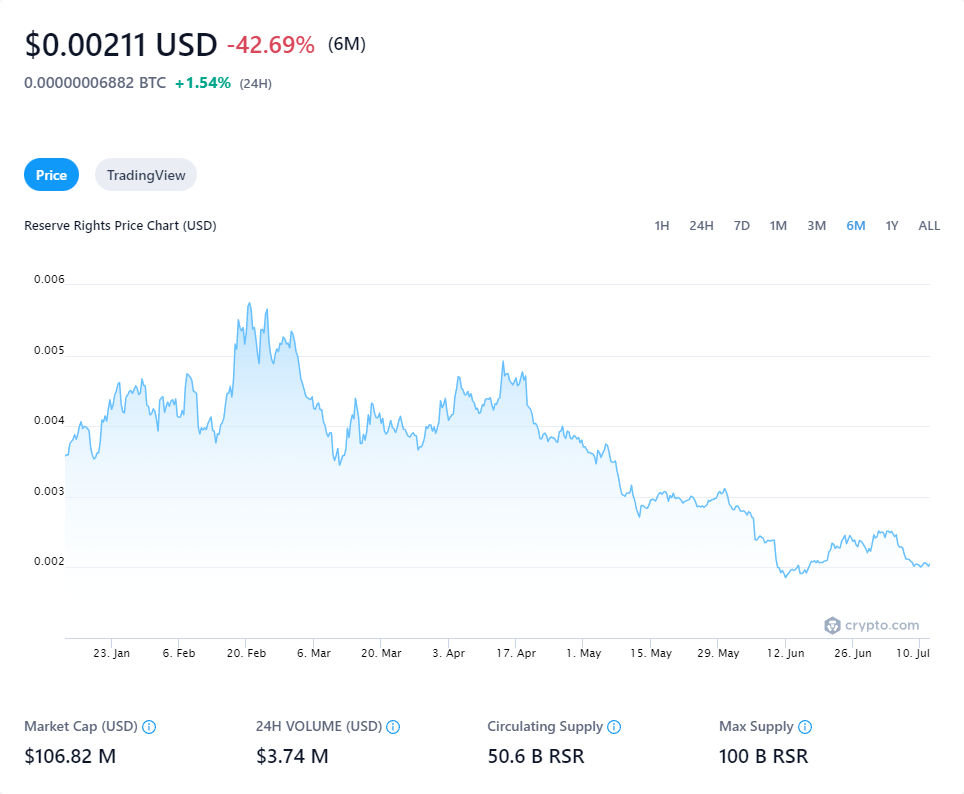 $0.00211 USD -42.69% (6M)
0.00000006882 BTC +1.54% (24H)
Price TradingView
Reserve Rights Price Chart (USD) 1H 24H 7D 1M 3M 6M 1Y ALL
0.006
0.005
0.004
0.003
0.002
crypto.com
23. Jan 6. Feb 20. Feb 6. Mar 20. Mar 3. Apr 17. Apr 1. May 15. May 29. May 12. Jun 26. Jun 10. Jul
Market Cap (USD) 24H VOLUME (USD) Circulating Supply Max Supply
$106.82 M $3.74 M 50.6 B RSR 100 B RSR